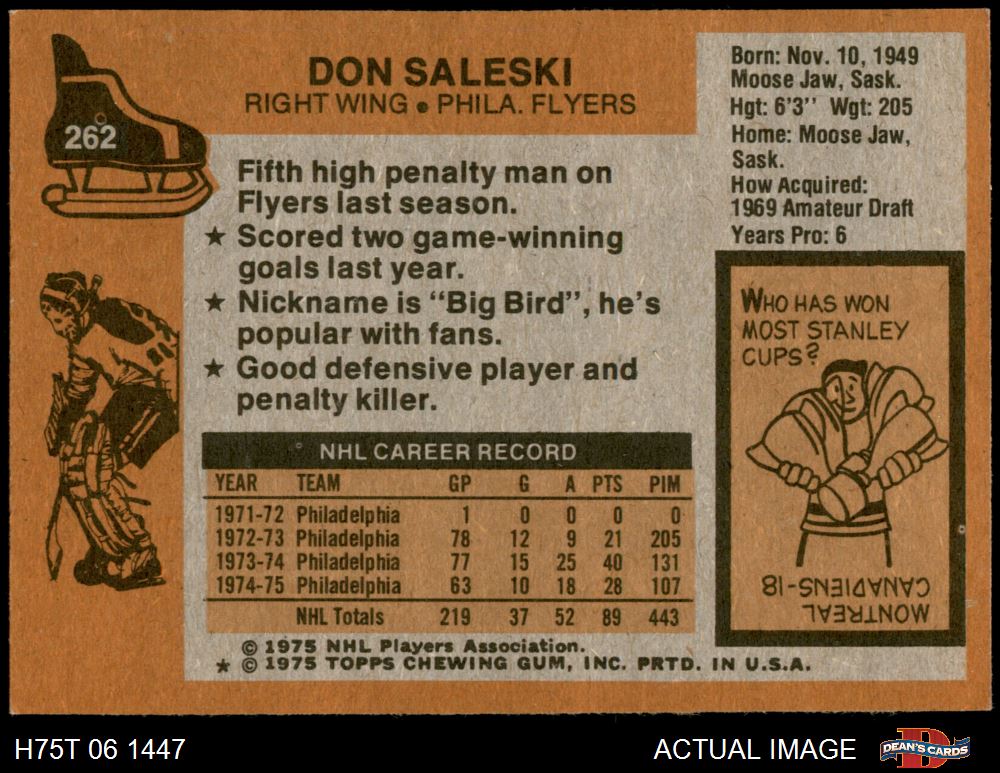 262
DON SALESKI
RIGHT WING • PHILA. FLYERS
Fifth high penalty man on
Flyers last season.
★ Scored two game-winning
goals last year.
★ Nickname is "Big Bird", he's
popular with fans.
★ Good defensive player and
penalty killer.
Born: Nov. 10, 1949
Moose Jaw, Sask.
Hgt: 6'3'' Wgt: 205
Home: Moose Jaw,
Sask.
How Acquired:
1969 Amateur Draft
Years Pro: 6
WHO HAS WON
MOST STANLEY
CUPS?
MONTREAL
CANADIENS-18
NHL CAREER RECORD
YEAR TEAM GP G A PTS PIM
1971-72 Philadelphia 1 0 0 0 0
1972-73 Philadelphia 78 12 9 21 205
1973-74 Philadelphia 77 15 25 40 131
1974-75 Philadelphia 63 10 18 28 107
NHL Totals 219 37 52 89 443
© 1975 NHL Players Association.
★ © 1975 TOPPS CHEWING GUM, INC. PRTD. IN U.S.A.
H75T 06 1447
ACTUAL IMAGE
D
DEAN'S CARDS